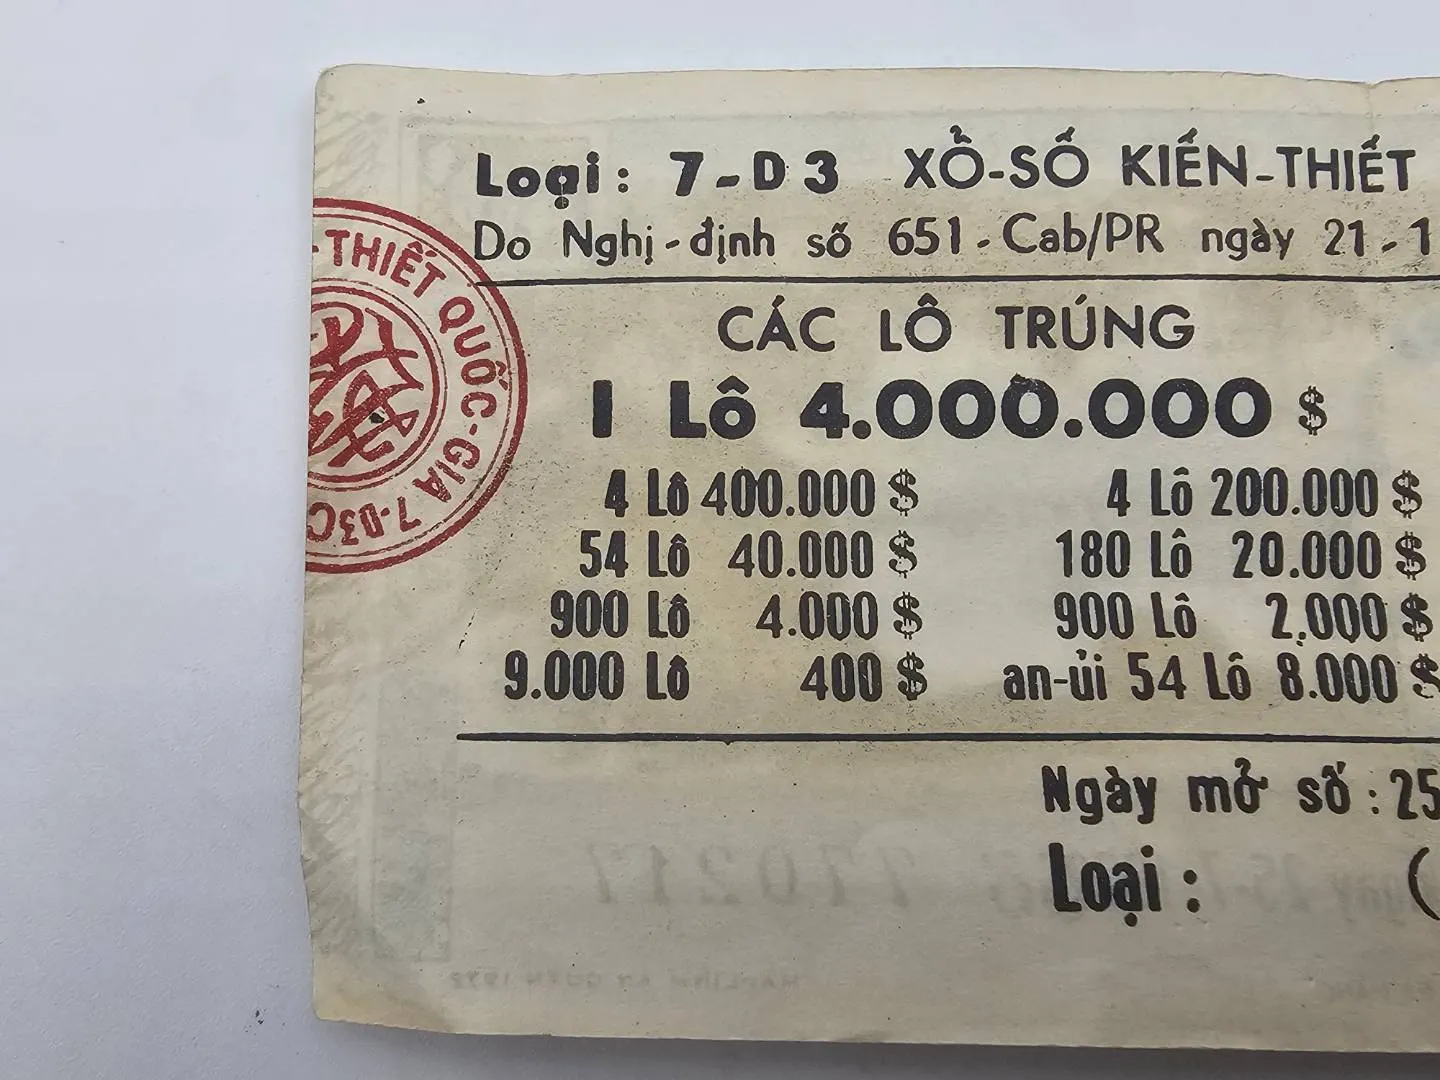 Loại: 7-D3 XỔ-SỐ KIẾN-THIẾT
Do Nghị-định số 651-Cab/PR ngày 21-1
-THIẾT QUỐC-GIA 7-D3C
CÁC LÔ TRÚNG
1 Lô 4.000.000 $
4 Lô 400.000 $ 4 Lô 200.000 $
54 Lô 40.000 $ 180 Lô 20.000 $
900 Lô 4.000 $ 900 Lô 2.000 $
9.000 Lô 400 $ an-ủi 54 Lô 8.000 $
Ngày mở số: 25
Loại: (
770217